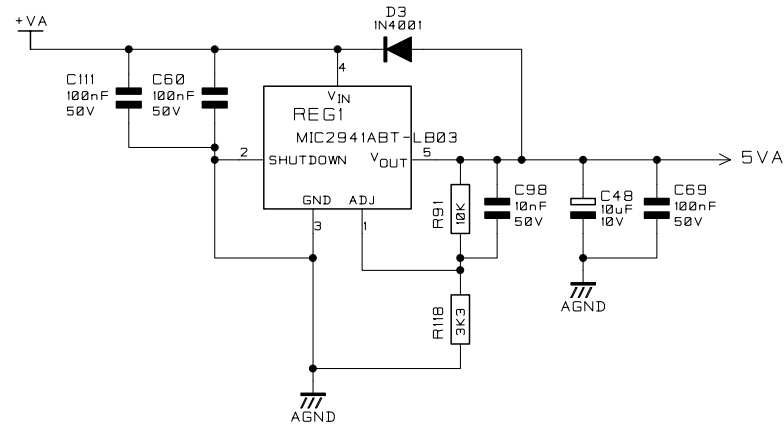 +VA
D3
1N4001
C111
100nF
50V
C60
100nF
50V
4
VIN
REG1
MIC2941ABT-LB03
2
SHUTDOWN
VOUT
5
5VA
GND
ADJ
3
1
R91
10K
C98
10nF
50V
C48
10uF
10V
C69
100nF
50V
R118
3K3
AGND
AGND